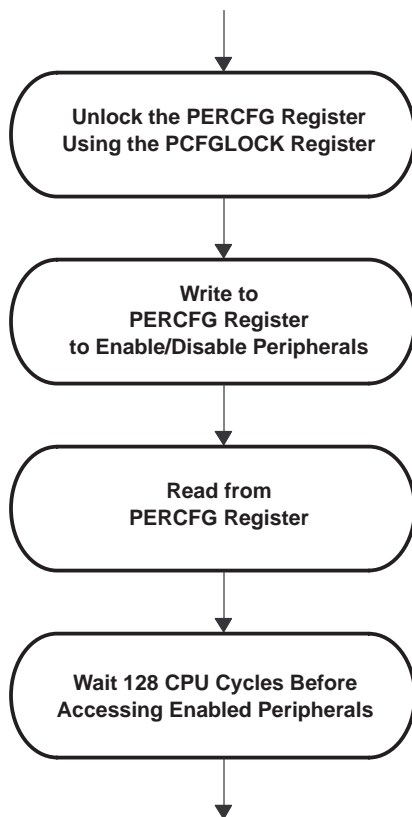 Unlock the PERCFG Register
Using the PCFGLOCK Register
Write to
PERCFG Register
to Enable/Disable Peripherals
Read from
PERCFG Register
Wait 128 CPU Cycles Before
Accessing Enabled Peripherals